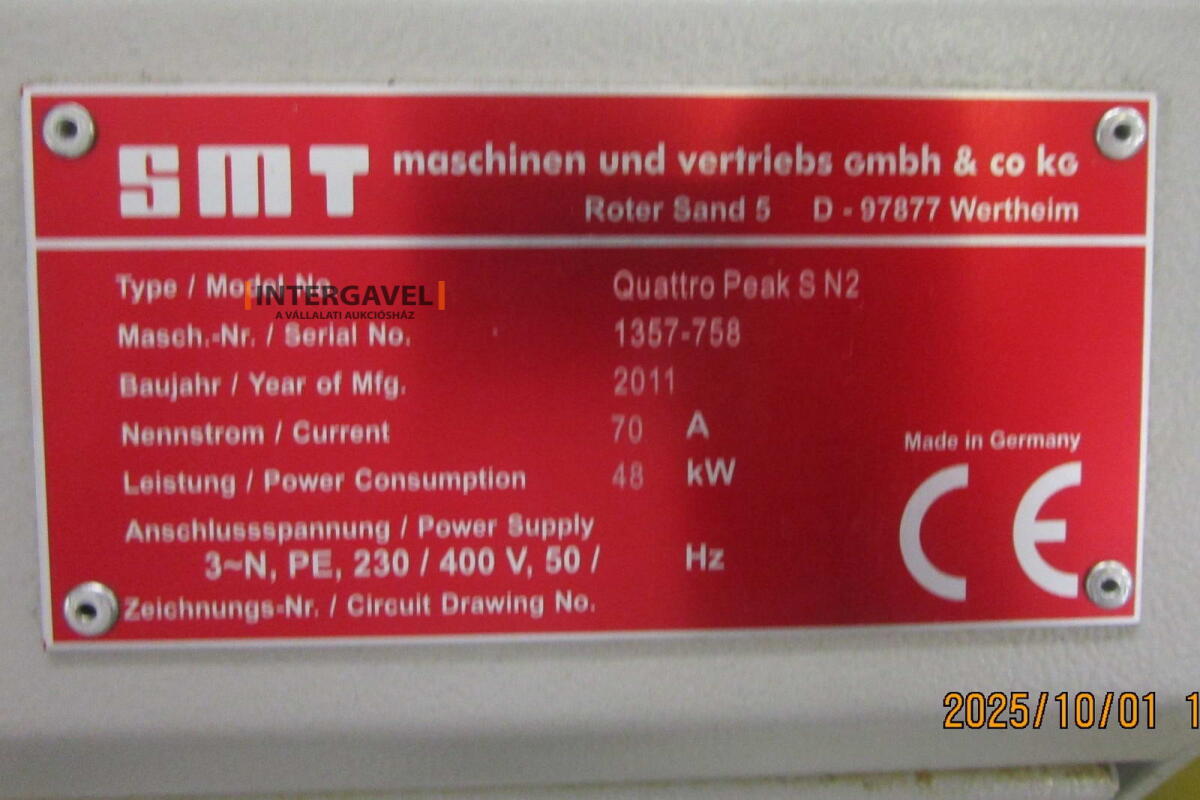 SMT maschinen und vertriebs GmbH & co KG
Roter Sand 5 D - 97877 Wertheim
Type / Model No. Quattro Peak S N2
INTERGAVEL
A VÁLLALATI AUKCIÓSHÁZ
Masch.-Nr. / Serial No. 1357-758
Baujahr / Year of Mfg. 2011
Nennstrom / Current 70 A
Made in Germany
Leistung / Power Consumption 48 kW
CE
Anschlussspannung / Power Supply
3~N, PE, 230 / 400 V, 50 / Hz
Zeichnungs-Nr. / Circuit Drawing No.
2025/10/01 1